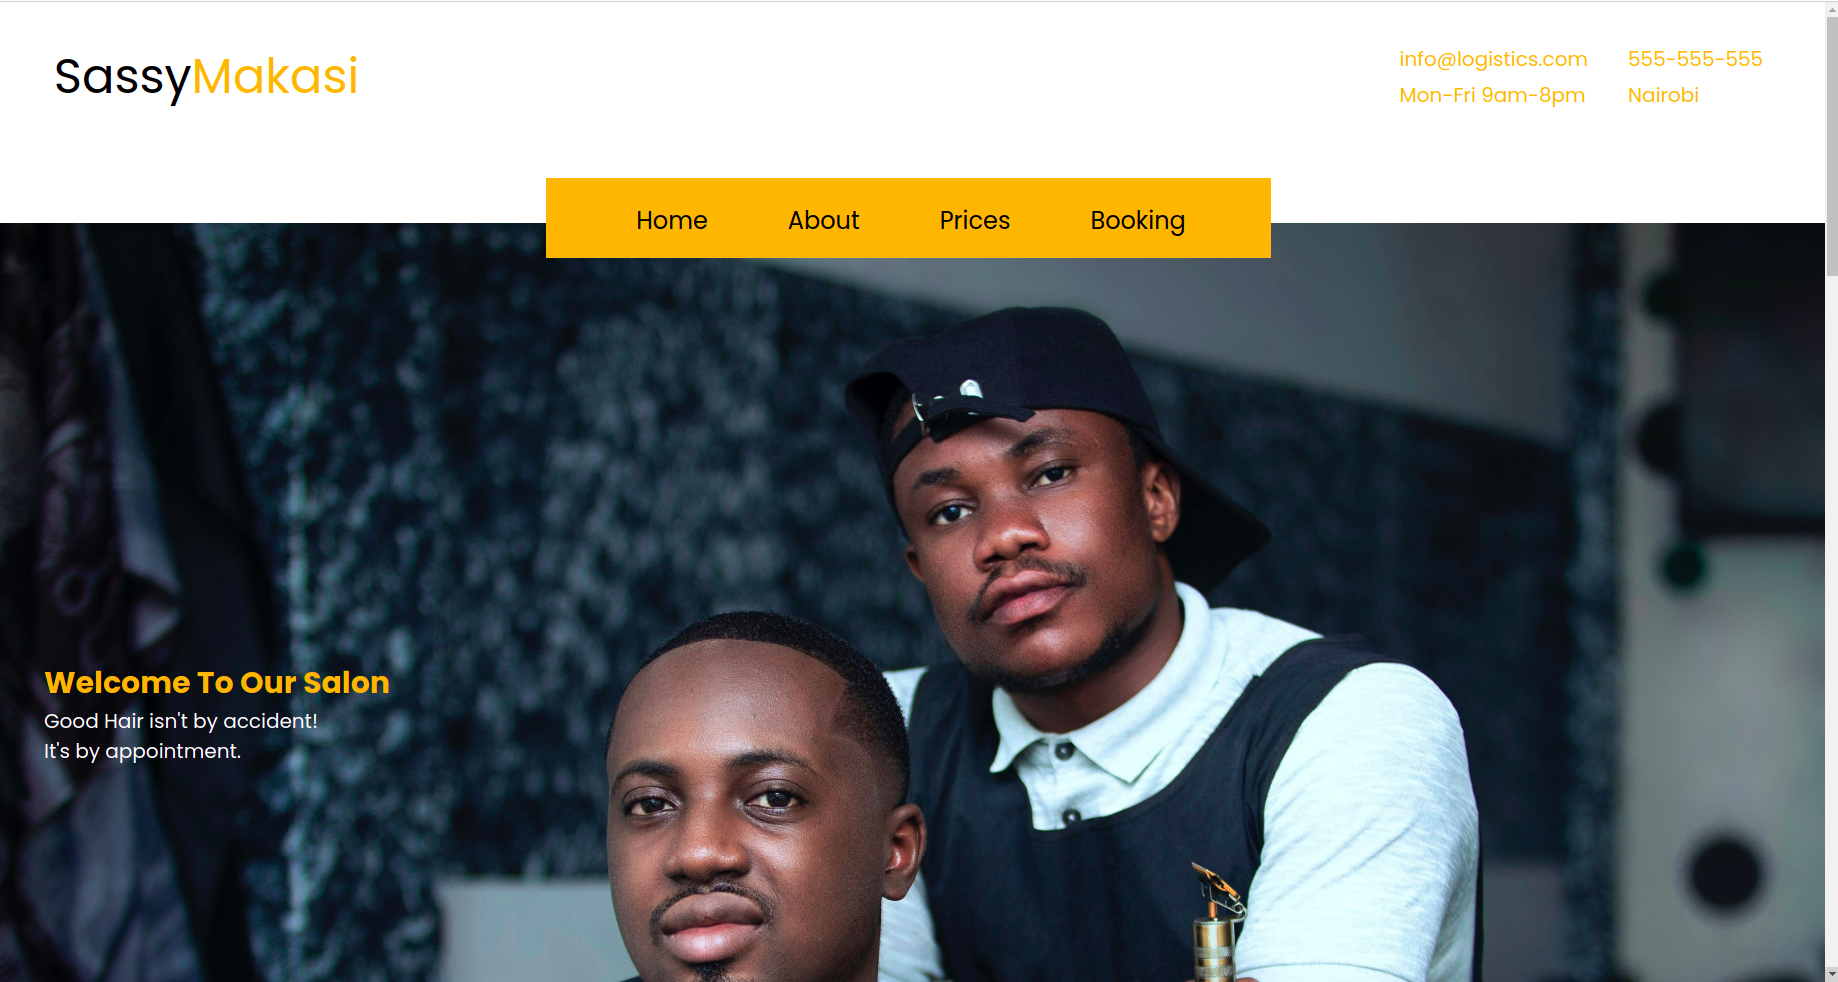 SassyMakasi
info@logistics.com 555-555-555
Mon-Fri 9am-8pm Nairobi
Home About Prices Booking
Welcome To Our Salon
Good Hair isn't by accident!
It's by appointment.